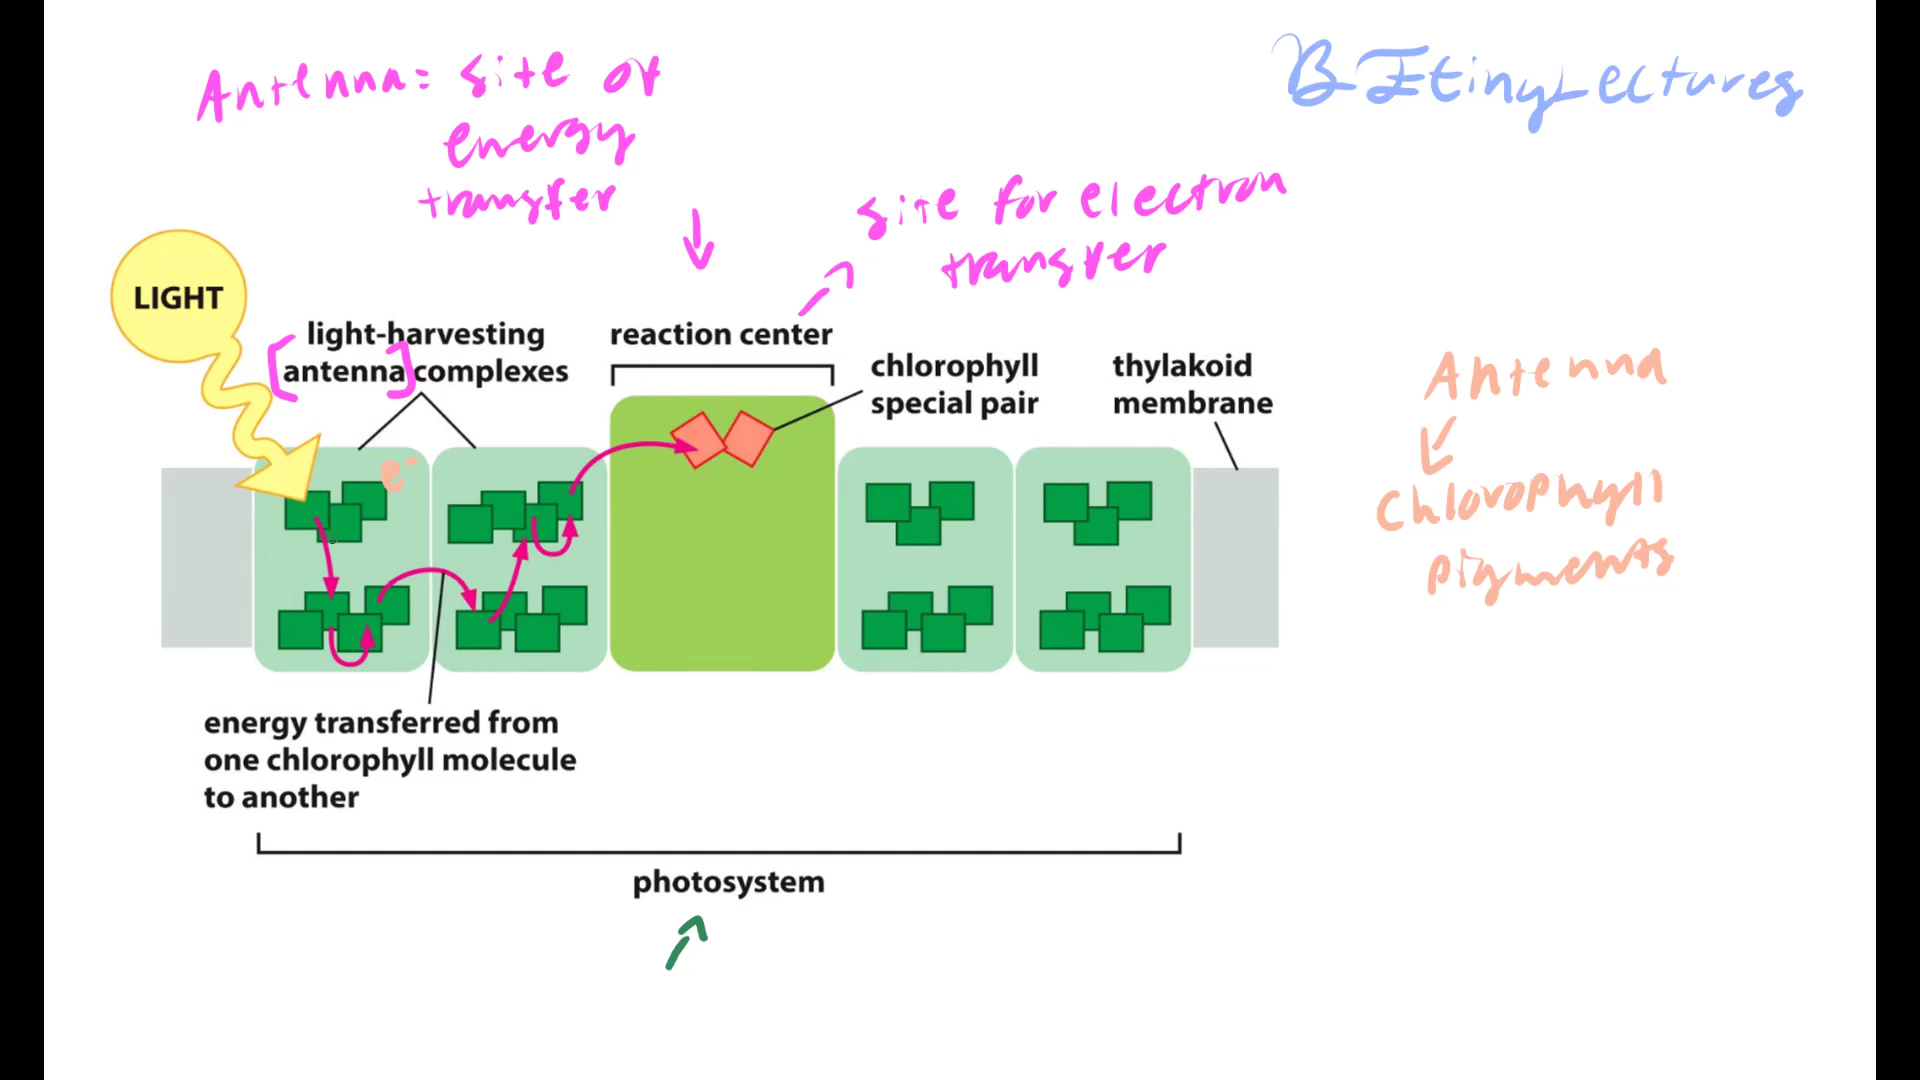 Antenna: site of
energy
transfer
BEtinyLectures
site for electron
transfer
LIGHT
light-harvesting
[antenna] complexes
reaction center
chlorophyll
special pair
thylakoid
membrane
Antenna
Chlorophyll
pigments
e-
energy transferred from
one chlorophyll molecule
to another
photosystem